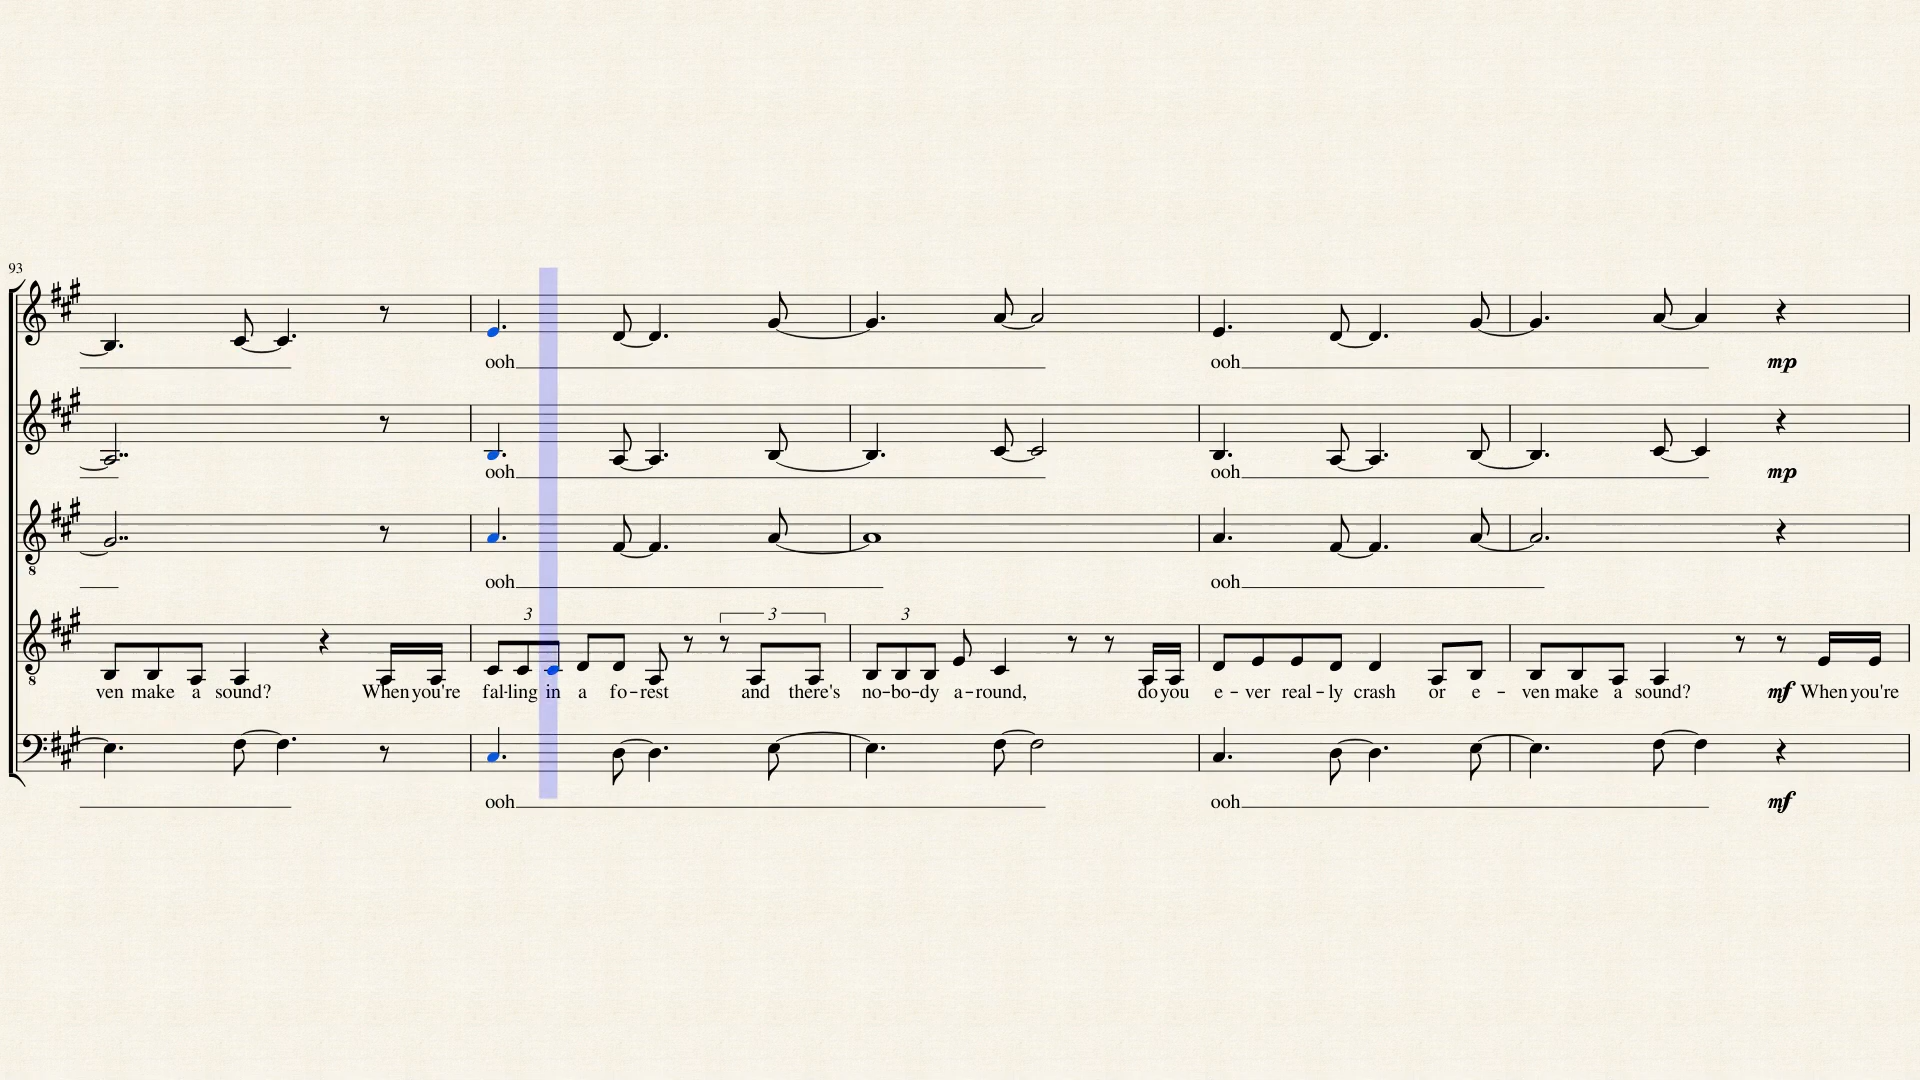 93
ooh ooh mp
ooh ooh mp
8
ooh ooh
3 3 3
8
ven make a sound? When you're fal-ling in a fo-rest and there's no-bo-dy a-round, do you e-ver real-ly crash or e-ven make a sound? mf When you're
ooh ooh mf